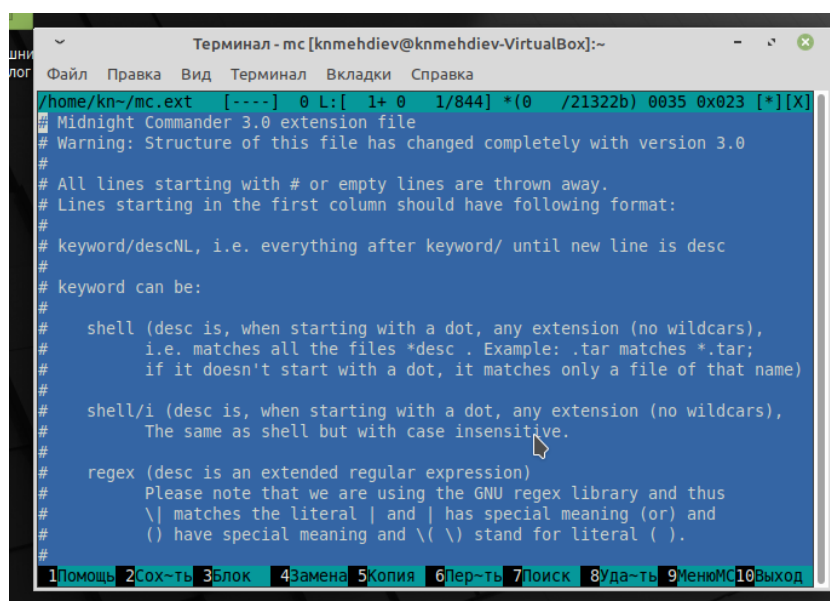 шни
лог
Терминал - mc [knmehdiev@knmehdiev-VirtualBox]:~
Файл Правка Вид Терминал Вкладки Справка
/home/kn~/mc.ext [----] 0 L:[ 1+ 0 1/844] *(0 /21322b) 0035 0x023 [*][X]
# Midnight Commander 3.0 extension file
# Warning: Structure of this file has changed completely with version 3.0
#
# All lines starting with # or empty lines are thrown away.
# Lines starting in the first column should have following format:
#
# keyword/descNL, i.e. everything after keyword/ until new line is desc
#
# keyword can be:
#
# shell (desc is, when starting with a dot, any extension (no wildcars),
# i.e. matches all the files *desc . Example: .tar matches *.tar;
# if it doesn't start with a dot, it matches only a file of that name)
#
# shell/i (desc is, when starting with a dot, any extension (no wildcars),
# The same as shell but with case insensitive.
#
# regex (desc is an extended regular expression)
# Please note that we are using the GNU regex library and thus
# \| matches the literal | and | has special meaning (or) and
# () have special meaning and \( \) stand for literal ( ).
#
1Помощь 2Сох~ть 3Блок 4Замена 5Копия 6Пер~ть 7Поиск 8Уда~ть 9МенюMC 10Выход